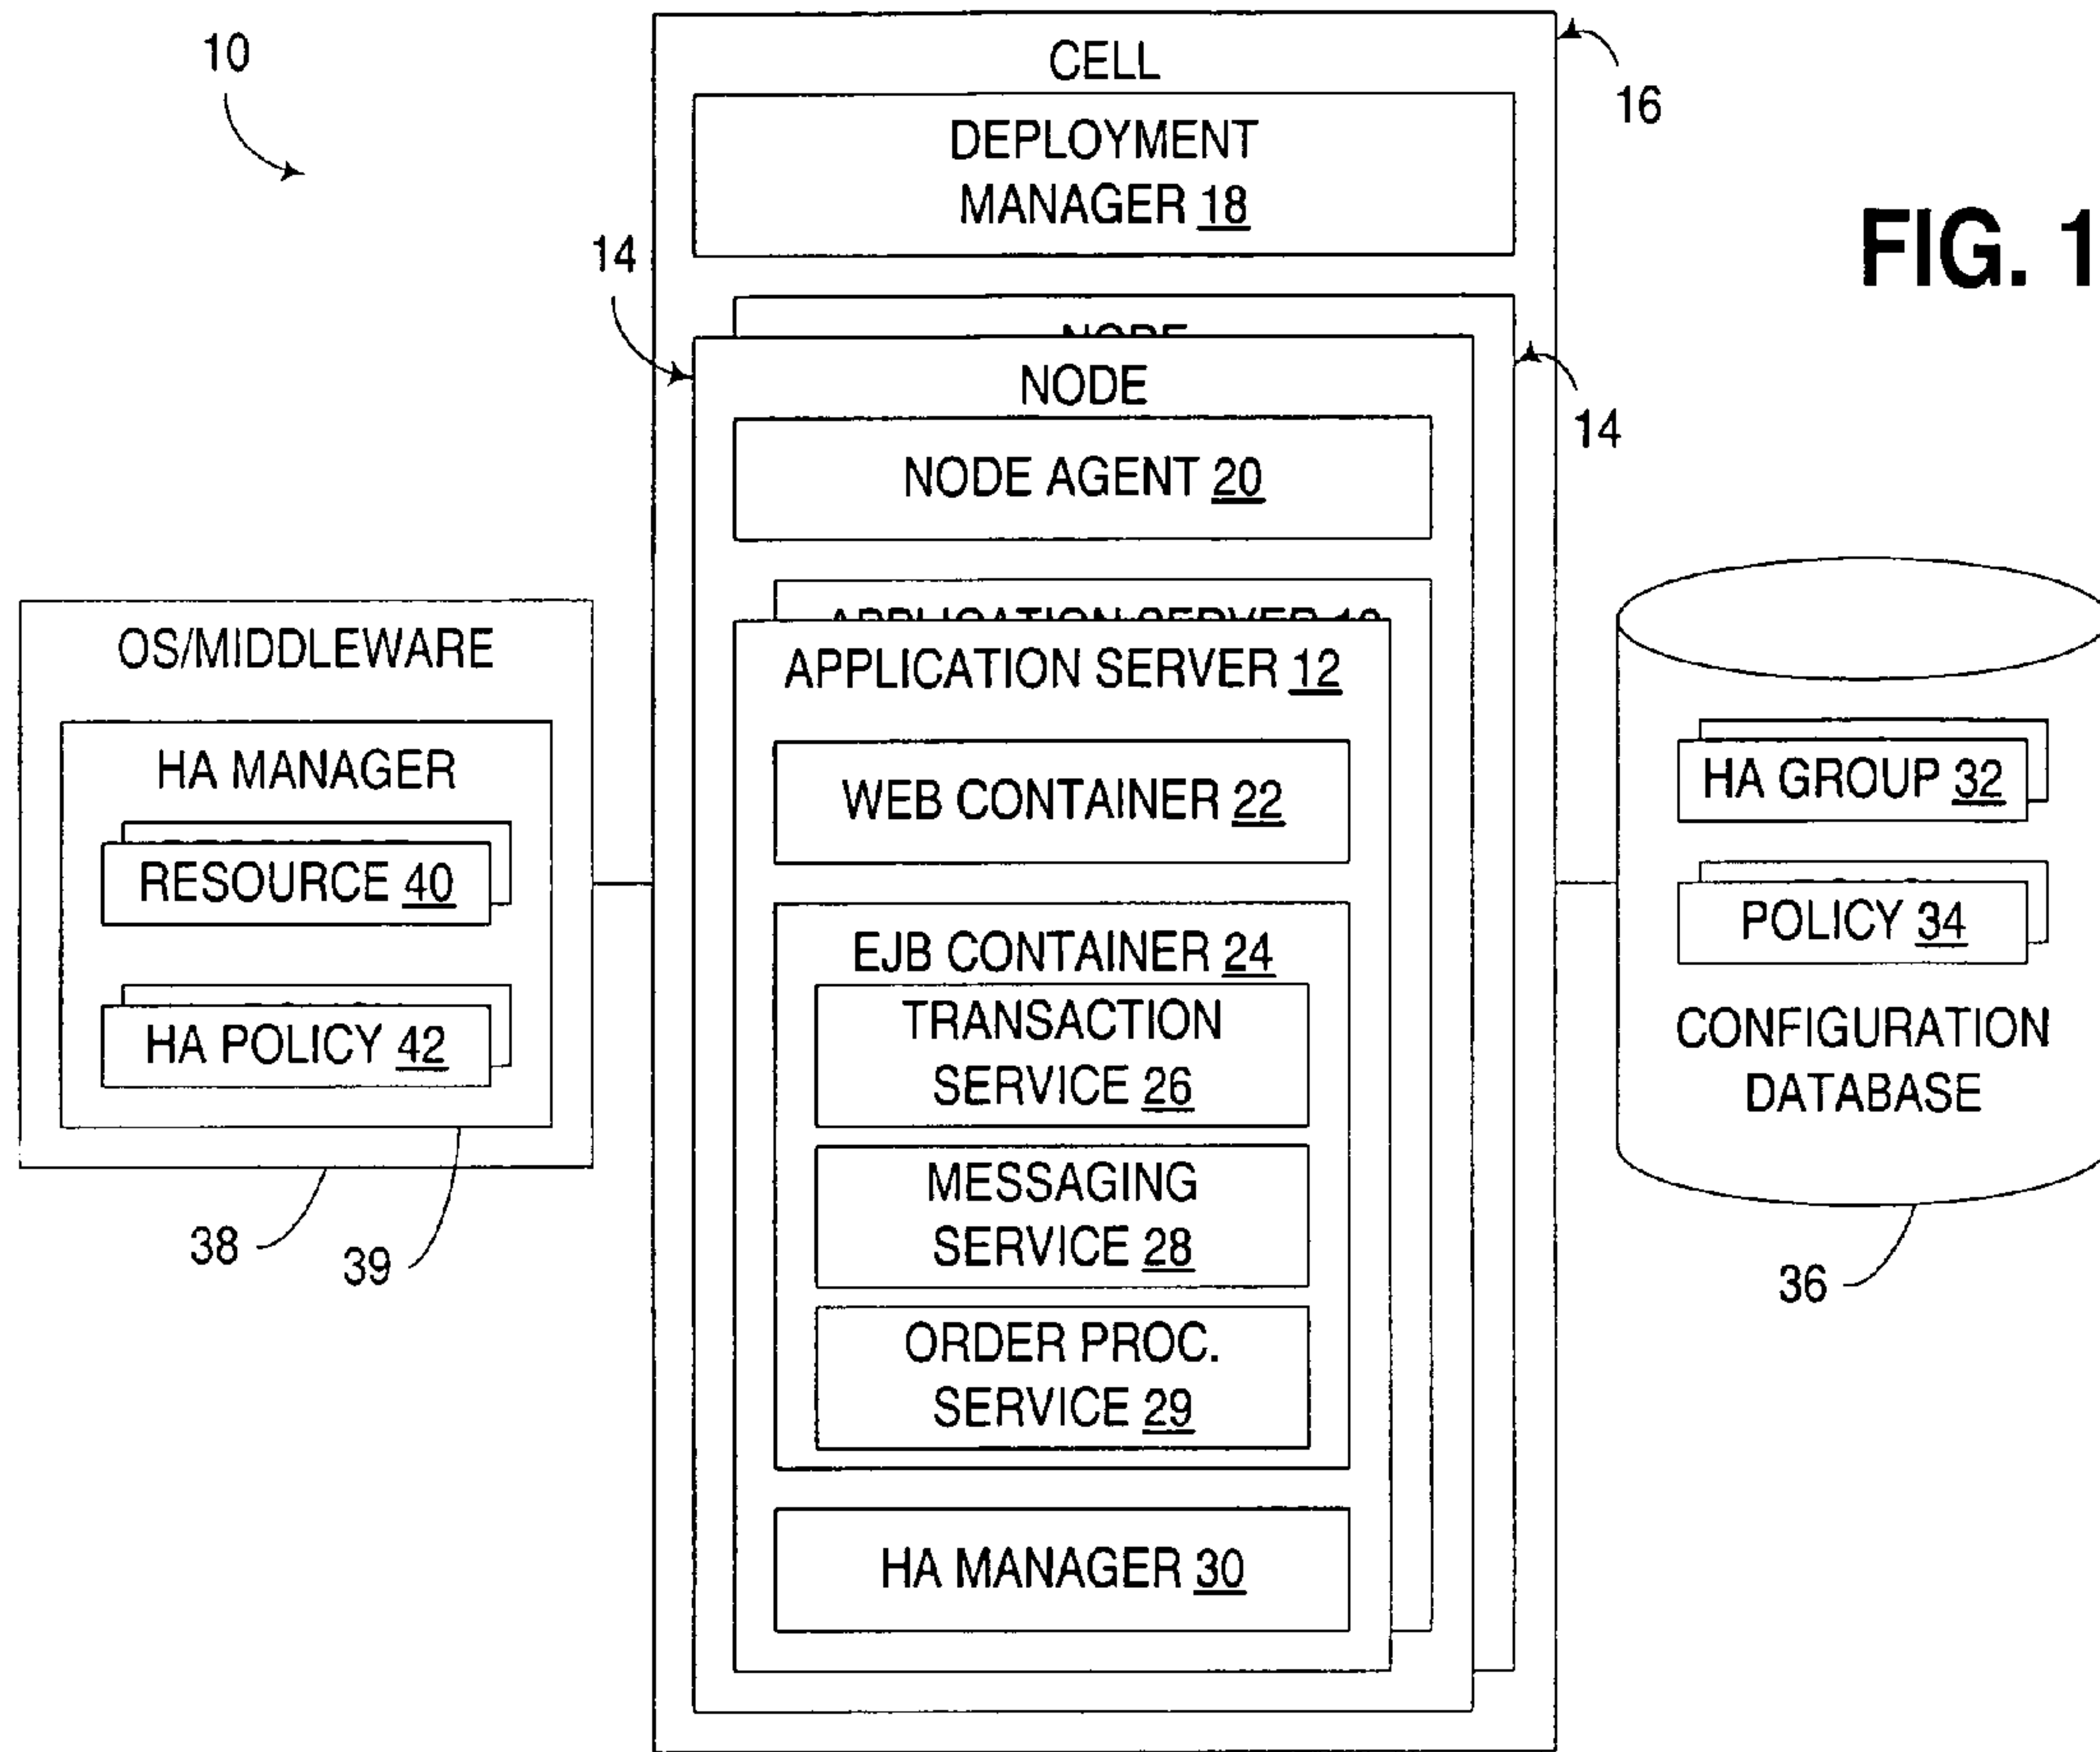 10
CELL
16
DEPLOYMENT
MANAGER 18
FIG. 1
14
NODE
NODE
14
NODE AGENT 20
APPLICATION SERVER 12
OS/MIDDLEWARE
HA MANAGER
RESOURCE 40
HA POLICY 42
38
39
WEB CONTAINER 22
EJB CONTAINER 24
TRANSACTION
SERVICE 26
MESSAGING
SERVICE 28
ORDER PROC.
SERVICE 29
HA MANAGER 30
HA GROUP 32
POLICY 34
CONFIGURATION
DATABASE
36